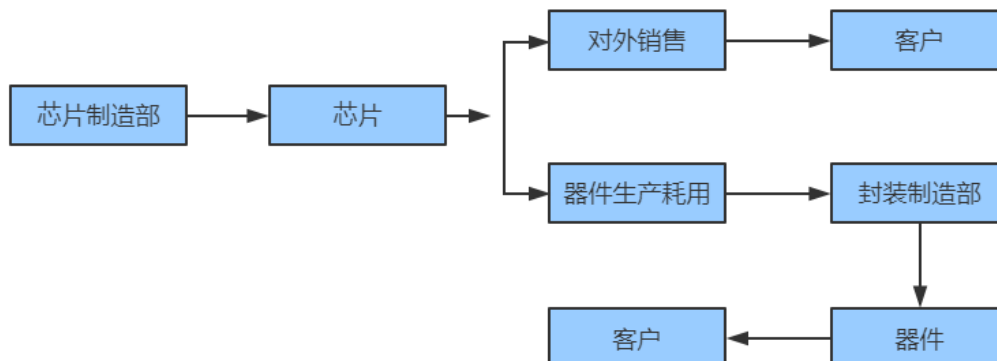 对外销售
客户
芯片制造部
芯片
器件生产耗用
封装制造部
客户
器件